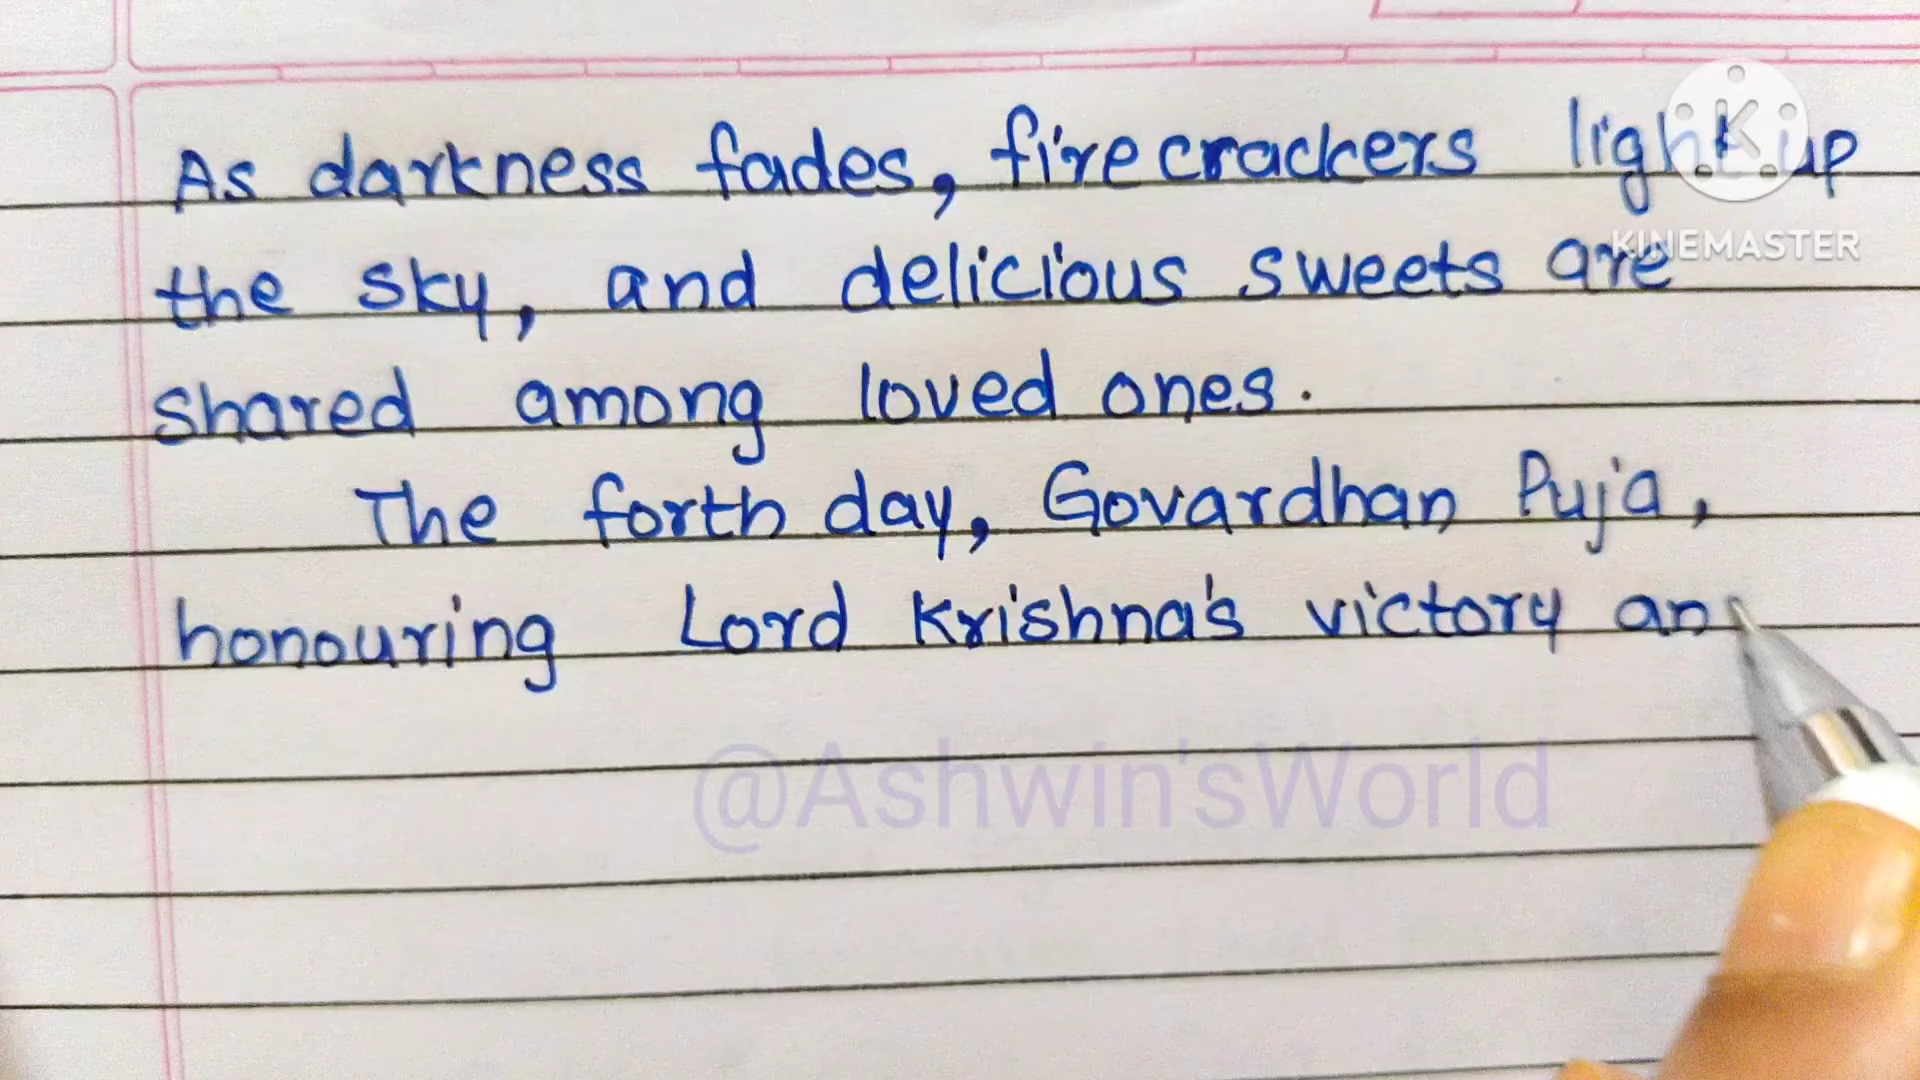 As darkness fades, firecrackers light up
KINEMASTER
the sky, and delicious sweets are
shared among loved ones.
The forth day, Govardhan Puja,
honouring Lord Krishna's victory an
@Ashwin'sWorld